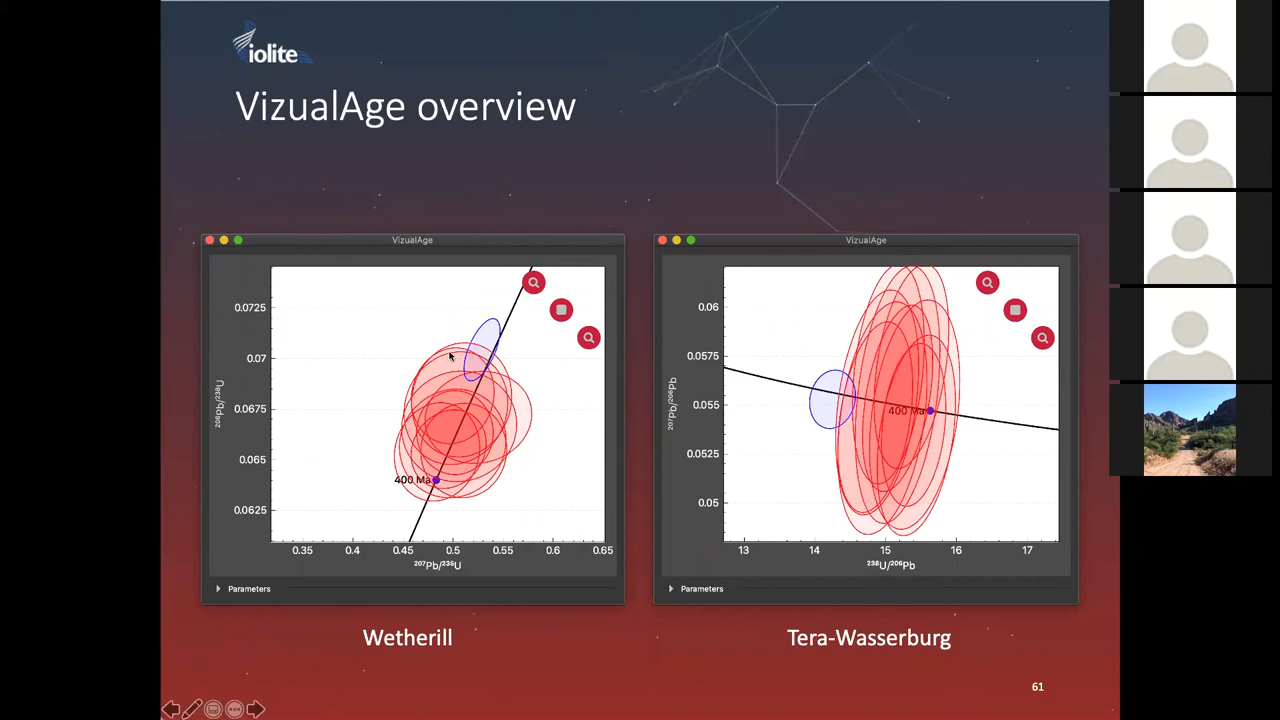 iolite
VizualAge overview
VizualAge
0.0725
0.07
0.0675
0.065
0.0625
400 Ma
0.35 0.4 0.45 0.5 0.55 0.6 0.65
²⁰⁶Pb/²³⁸U
²⁰⁷Pb/²³⁵U
Parameters
Wetherill
VizualAge
0.06
0.0575
0.055
0.0525
0.05
400 Ma
13 14 15 16 17
²⁰⁷Pb/²⁰⁶Pb
²³⁸U/²⁰⁶Pb
Parameters
Tera-Wasserburg
61